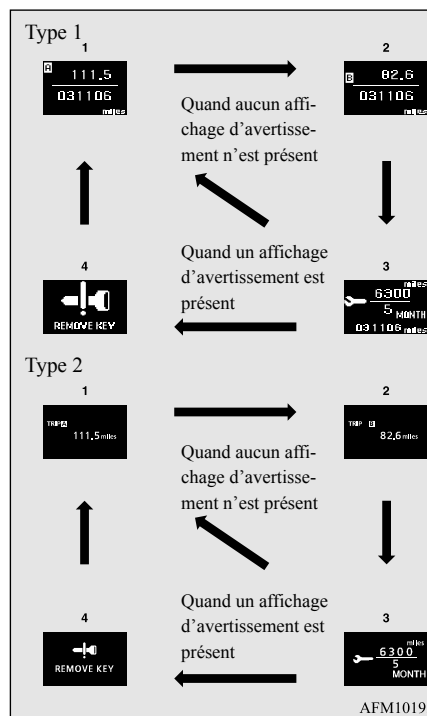 Type 1
1
2
A 111.5
031106
miles
B 82.6
031106
miles
Quand aucun affi-
chage d'avertisse-
ment n'est présent
4
3
REMOVE KEY
Quand un affichage
d'avertissement est
présent
miles
6300
5 MONTH
031106 miles
Type 2
1
2
TRIP A
111.5 miles
TRIP B
82.6 miles
Quand aucun affi-
chage d'avertisse-
ment n'est présent
4
3
REMOVE KEY
Quand un affichage
d'avertissement est
présent
miles
6300
5
MONTH
AFM1019